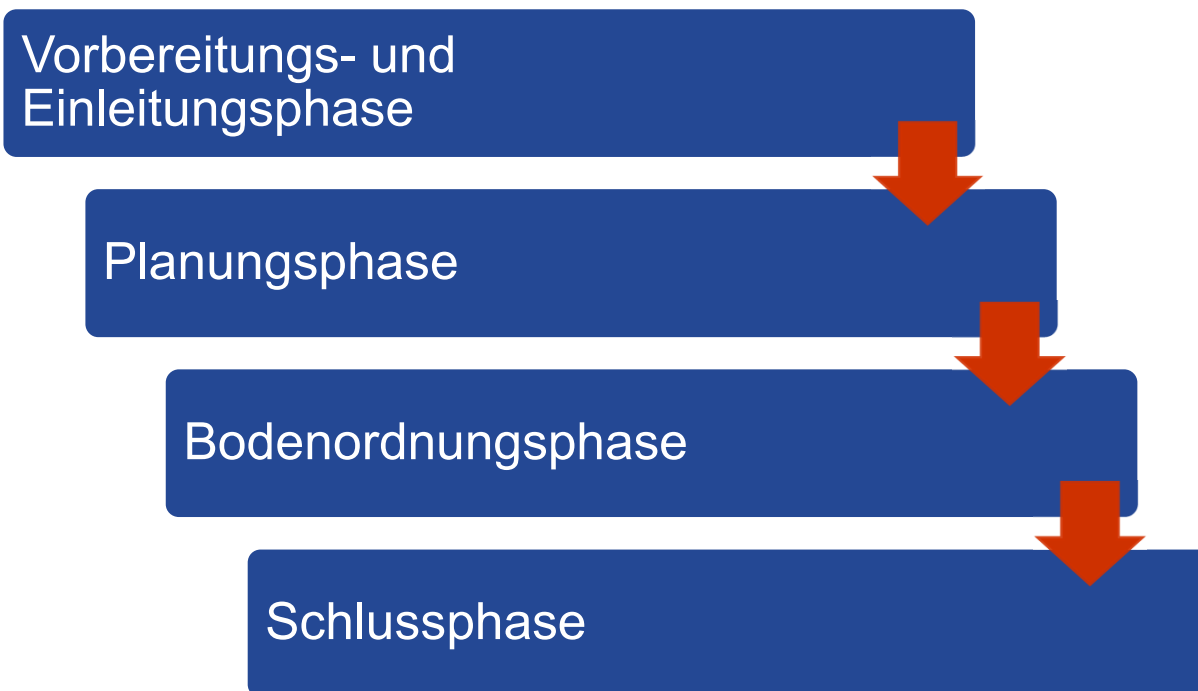 Vorbereitungs- und
Einleitungsphase
Planungsphase
Bodenordnungsphase
Schlussphase